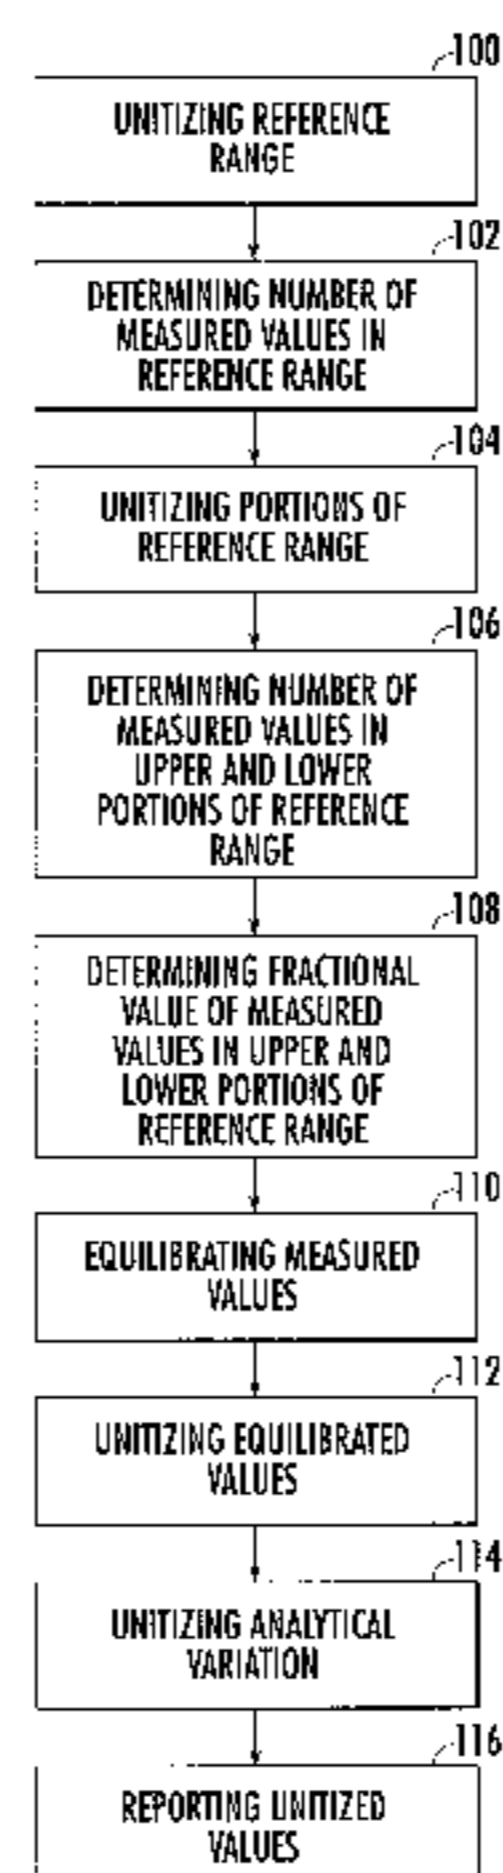 100
UNITIZING REFERENCE
RANGE
102
DETERMINING NUMBER OF
MEASURED VALUES IN
REFERENCE RANGE
104
UNITIZING PORTIONS OF
REFERENCE RANGE
106
DETERMINING NUMBER OF
MEASURED VALUES IN
UPPER AND LOWER
PORTIONS OF REFERENCE
RANGE
108
DETERMINING FRACTIONAL
VALUE OF MEASURED
VALUES IN UPPER AND
LOWER PORTIONS OF
REFERENCE RANGE
110
EQUILIBRATING MEASURED
VALUES
112
UNITIZING EQUILIBRATED
VALUES
114
UNITIZING ANALYTICAL
VARIATION
116
REPORTING UNITIZED
VALUES